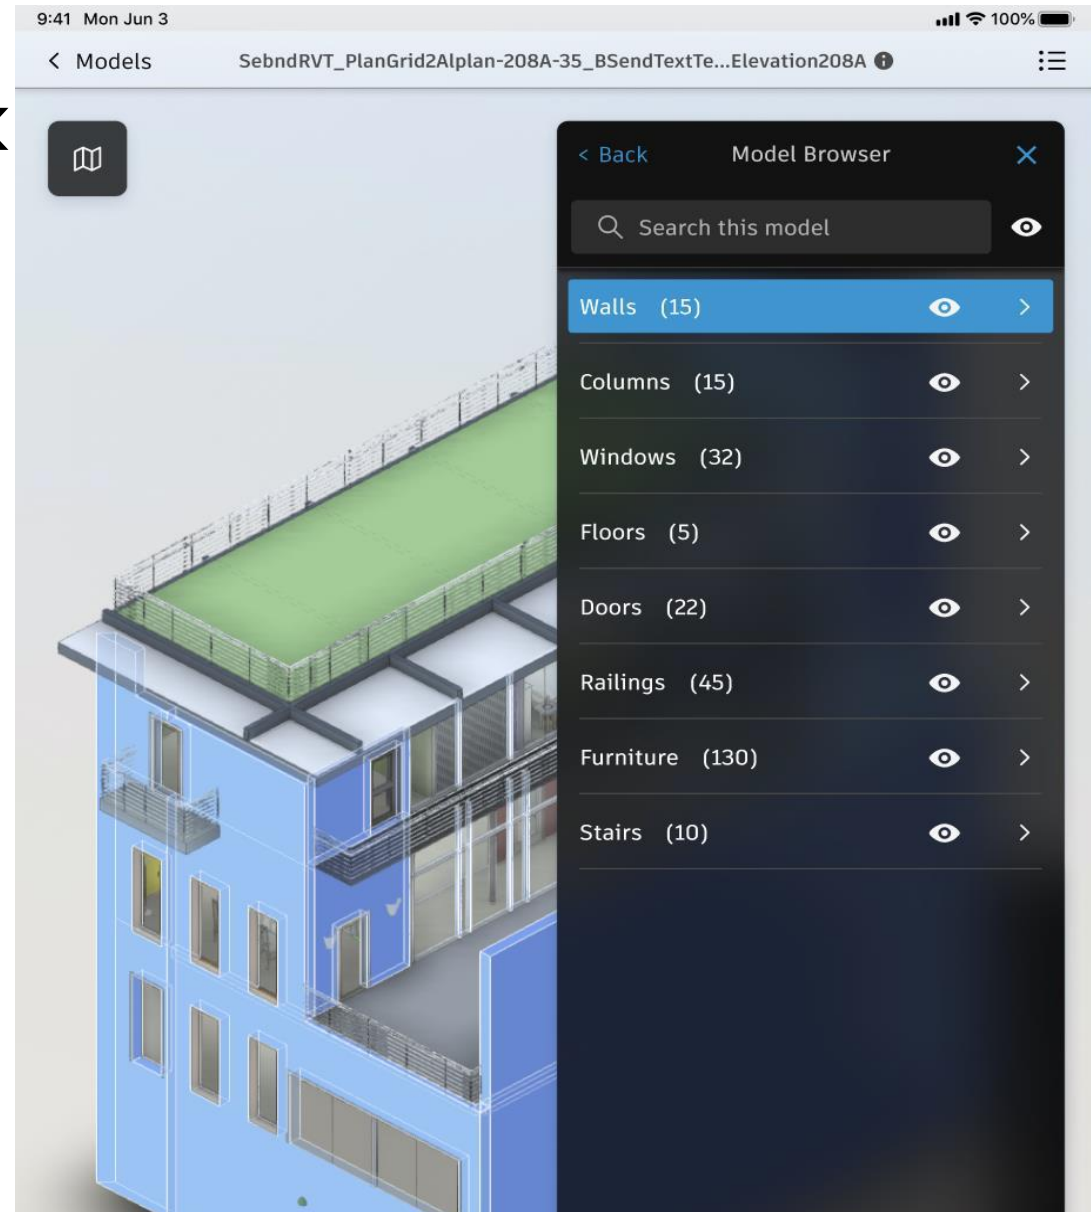 9:41 Mon Jun 3 100%
< Models SebndRVT_PlanGrid2Alplan-208A-35_BSendTextTe...Elevation208A
< Back Model Browser
Search this model
Walls (15)
Columns (15)
Windows (32)
Floors (5)
Doors (22)
Railings (45)
Furniture (130)
Stairs (10)